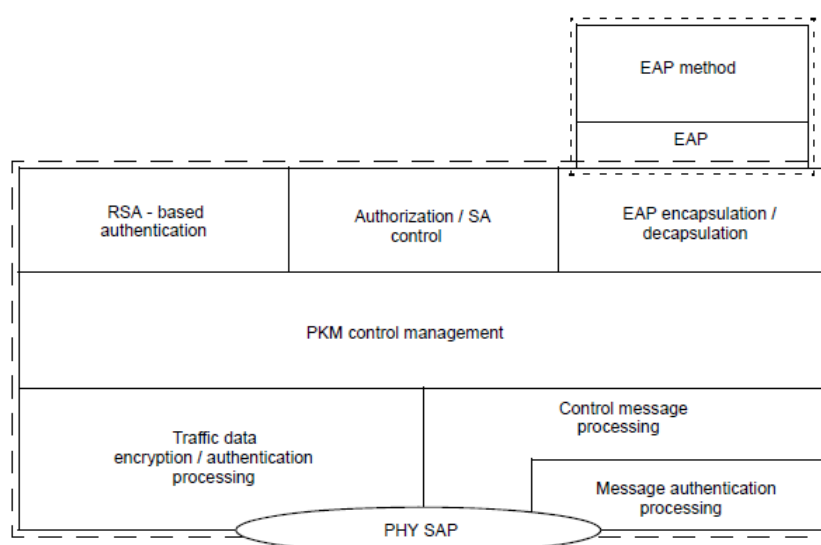 EAP method
EAP
RSA - based
authentication
Authorization / SA
control
EAP encapsulation /
decapsulation
PKM control management
Traffic data
encryption / authentication
processing
Control message
processing
Message authentication
processing
PHY SAP